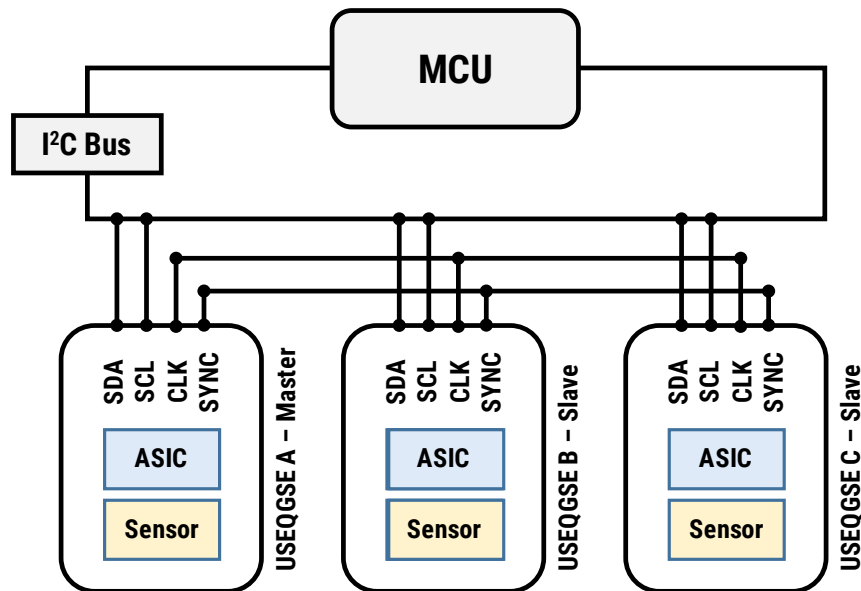 MCU
I²C Bus
SDA
SCL
CLK
SYNC
ASIC
Sensor
USEQGSE A – Master
SDA
SCL
CLK
SYNC
ASIC
Sensor
USEQGSE B – Slave
SDA
SCL
CLK
SYNC
ASIC
Sensor
USEQGSE C – Slave